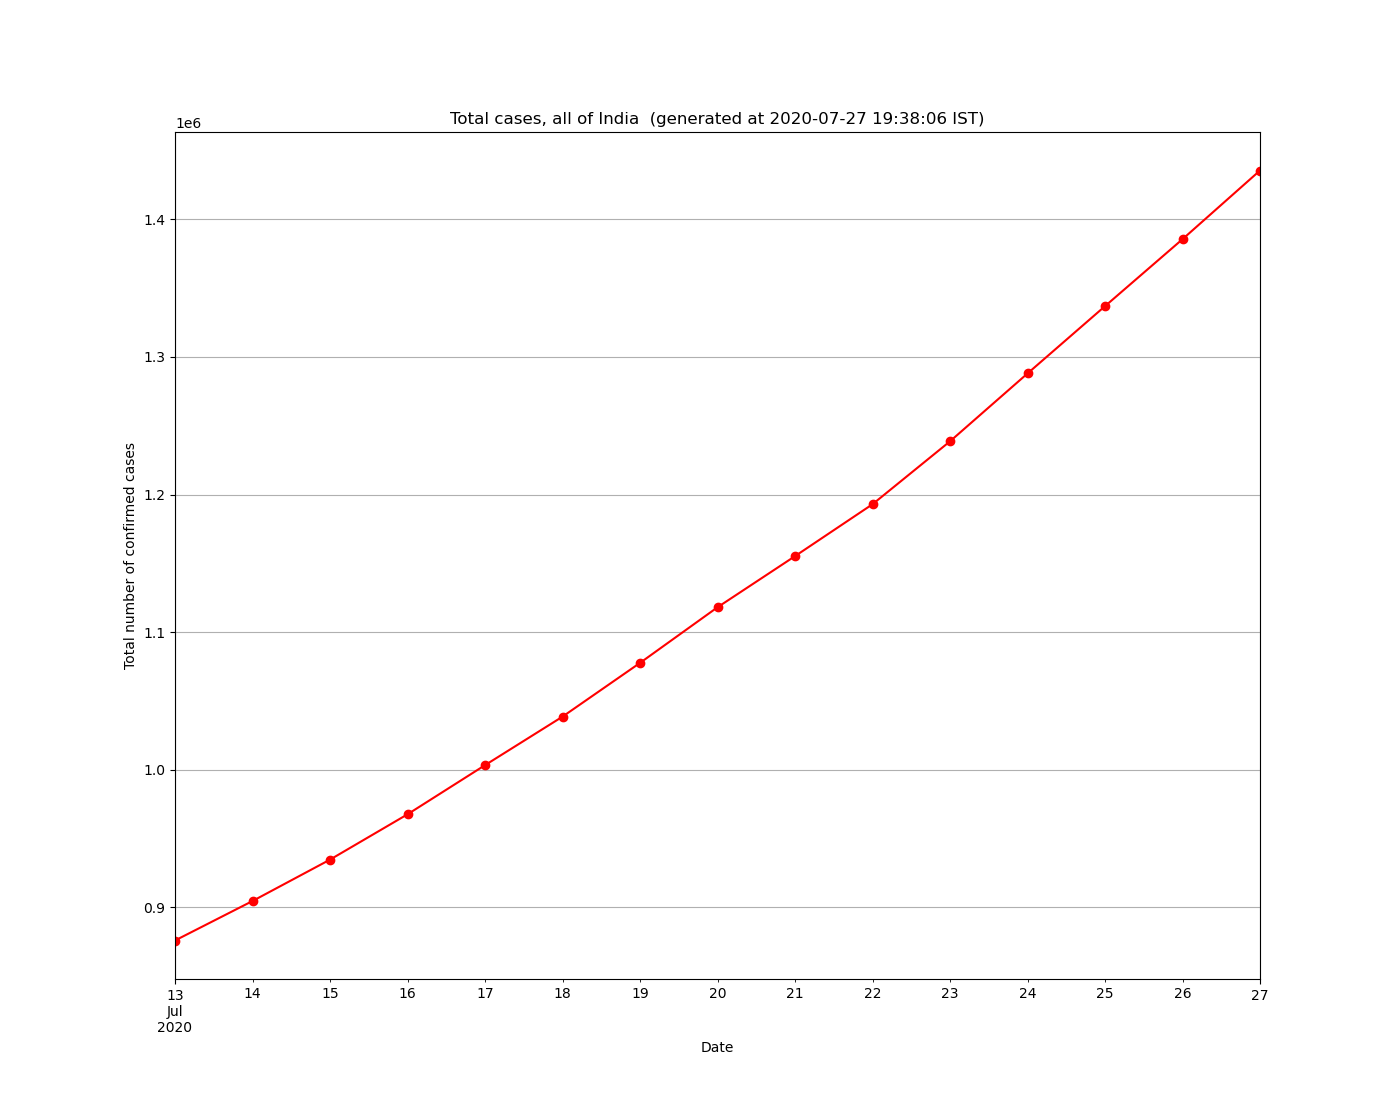 Total cases, all of India  (generated at 2020-07-27 19:38:06 IST)
1e6
1.4
1.3
1.2
1.1
1.0
0.9
Total number of confirmed cases
13 14 15 16 17 18 19 20 21 22 23 24 25 26 27
Jul
2020
Date